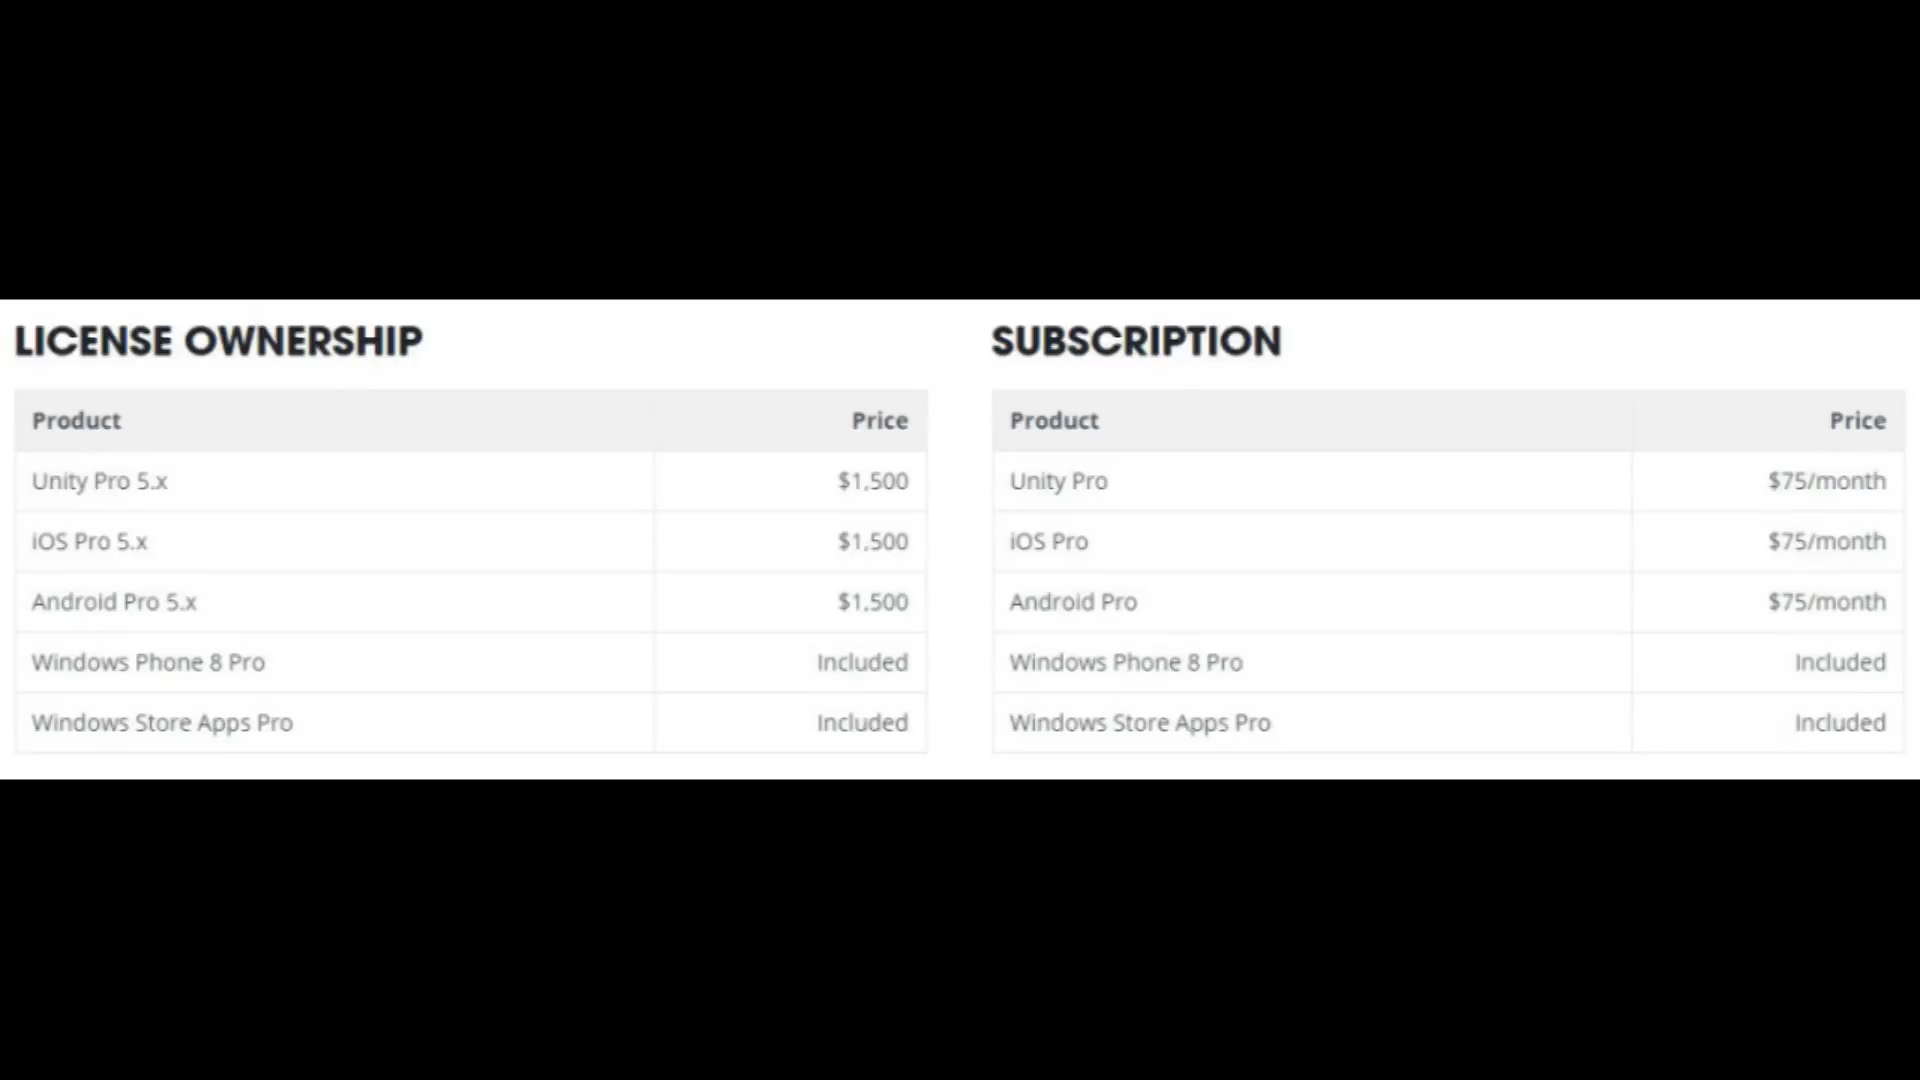 LICENSE OWNERSHIP
Product Price
Unity Pro 5.x $1,500
iOS Pro 5.x $1,500
Android Pro 5.x $1,500
Windows Phone 8 Pro Included
Windows Store Apps Pro Included
SUBSCRIPTION
Product Price
Unity Pro $75/month
iOS Pro $75/month
Android Pro $75/month
Windows Phone 8 Pro Included
Windows Store Apps Pro Included